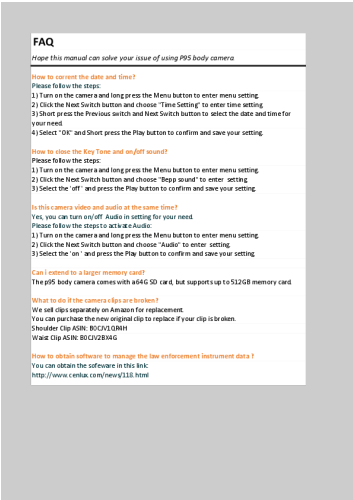 FAQ
Hope this manual can solve your issue of using P95 body camera
How to corrent the date and time?
Please follow the steps:
1) Turn on the camera and long press the Menu button to enter menu setting.
2) Click the Next Switch button and choose "Time Setting" to enter time setting.
3) Short press the Previous switch and Next Switch button to select the date and time for
your need.
4) Select "OK" and Short press the Play button to confirm and save your setting.
How to close the Key Tone and on/off sound?
Please follow the steps:
1) Turn on the camera and long press the Menu button to enter menu setting.
2) Click the Next Switch button and choose "Bepp sound" to enter setting.
3) Select the 'off' and press the Play button to confirm and save your setting.
Is this camera video and audio at the same time?
Yes, you can turn on/off Audio in setting for your need.
Please follow the steps to activate Audio:
1) Turn on the camera and long press the Menu button to enter menu setting.
2) Click the Next Switch button and choose "Audio" to enter setting.
3) Select the 'on' and press the Play button to confirm and save your setting
Can i extend to a larger memory card?
The p95 body camera comes with a 64G SD card, but supports up to 512GB memory card.
What to do if the camera clips are broken?
We sell clips separately on Amazon for replacement.
You can purchase the new original clip to replace if your clip is broken.
Shoulder Clip ASIN: B0CJV1QR4H
Waist Clip ASIN: B0CJV2BX4G
How to obtain software to manage the law enforcement instrument data ?
You can obtain the sofeware in this link:
http://www.cenlux.com/news/118.html